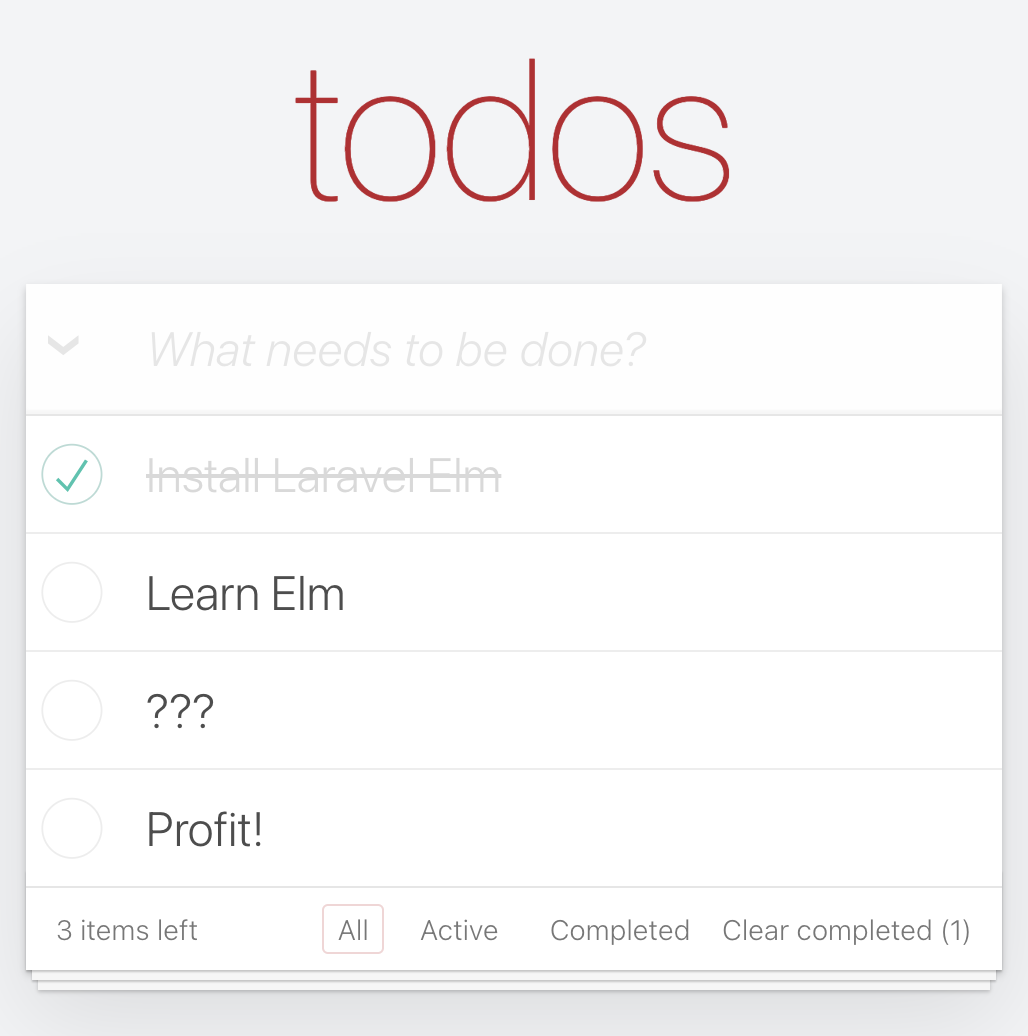 todos
What needs to be done?
Install Laravel Elm
Learn Elm
???
Profit!
3 items left All Active Completed Clear completed (1)